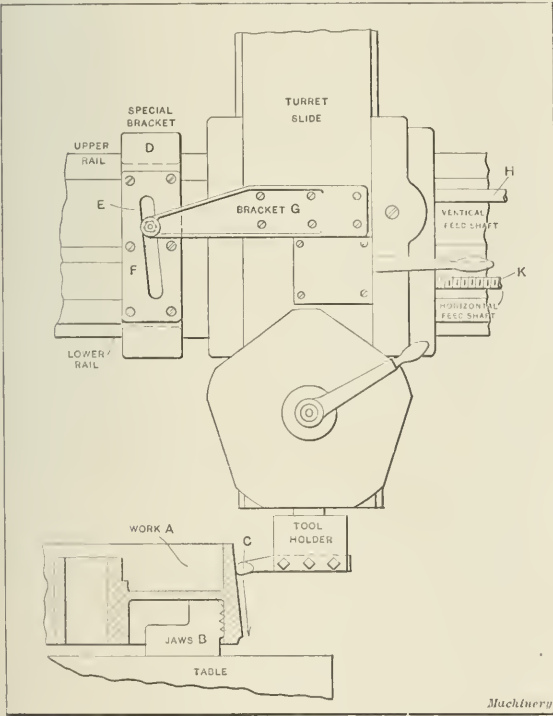 SPECIAL
BRACKET
D
UPPER
RAIL
TURRET
SLIDE
H
E
BRACKET G
VERTICAL
FEED SHAFT
F
K
HORIZONTAL
FEED SHAFT
LOWER
RAIL
WORK A
C
TOOL
HOLDER
JAWS B
TABLE
Machinery